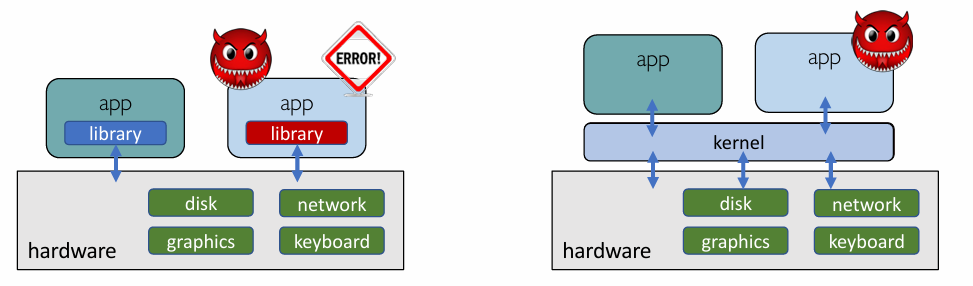 ERROR!
app
library
app
library
disk
network
graphics
keyboard
hardware
app
app
kernel
disk
network
graphics
keyboard
hardware